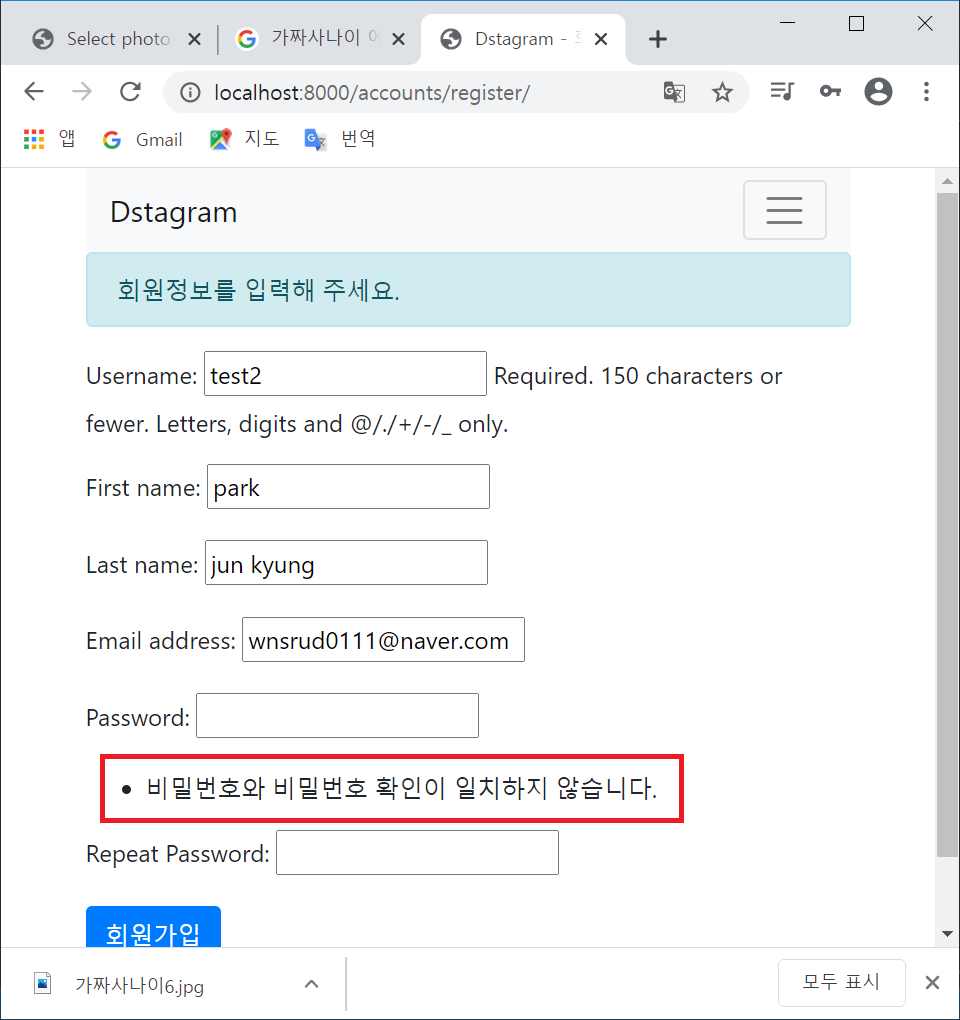 Select photo
가짜사나이
Dstagram -
localhost:8000/accounts/register/
앱 Gmail 지도 번역
Dstagram
회원정보를 입력해 주세요.
Username: test2 Required. 150 characters or
fewer. Letters, digits and @/./+/-/_ only.
First name: park
Last name: jun kyung
Email address: wnsrud0111@naver.com
Password:
비밀번호와 비밀번호 확인이 일치하지 않습니다.
Repeat Password:
회원가입
가짜사나이6.jpg
모두 표시